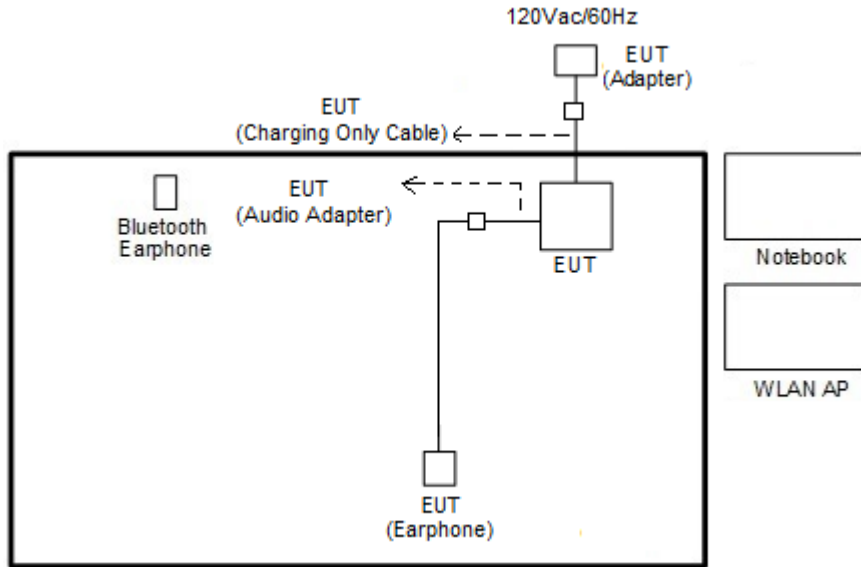 120Vac/60Hz
EUT
(Adapter)
EUT
(Charging Only Cable)
EUT
(Audio Adapter)
Bluetooth
Earphone
EUT
Notebook
WLAN AP
EUT
(Earphone)